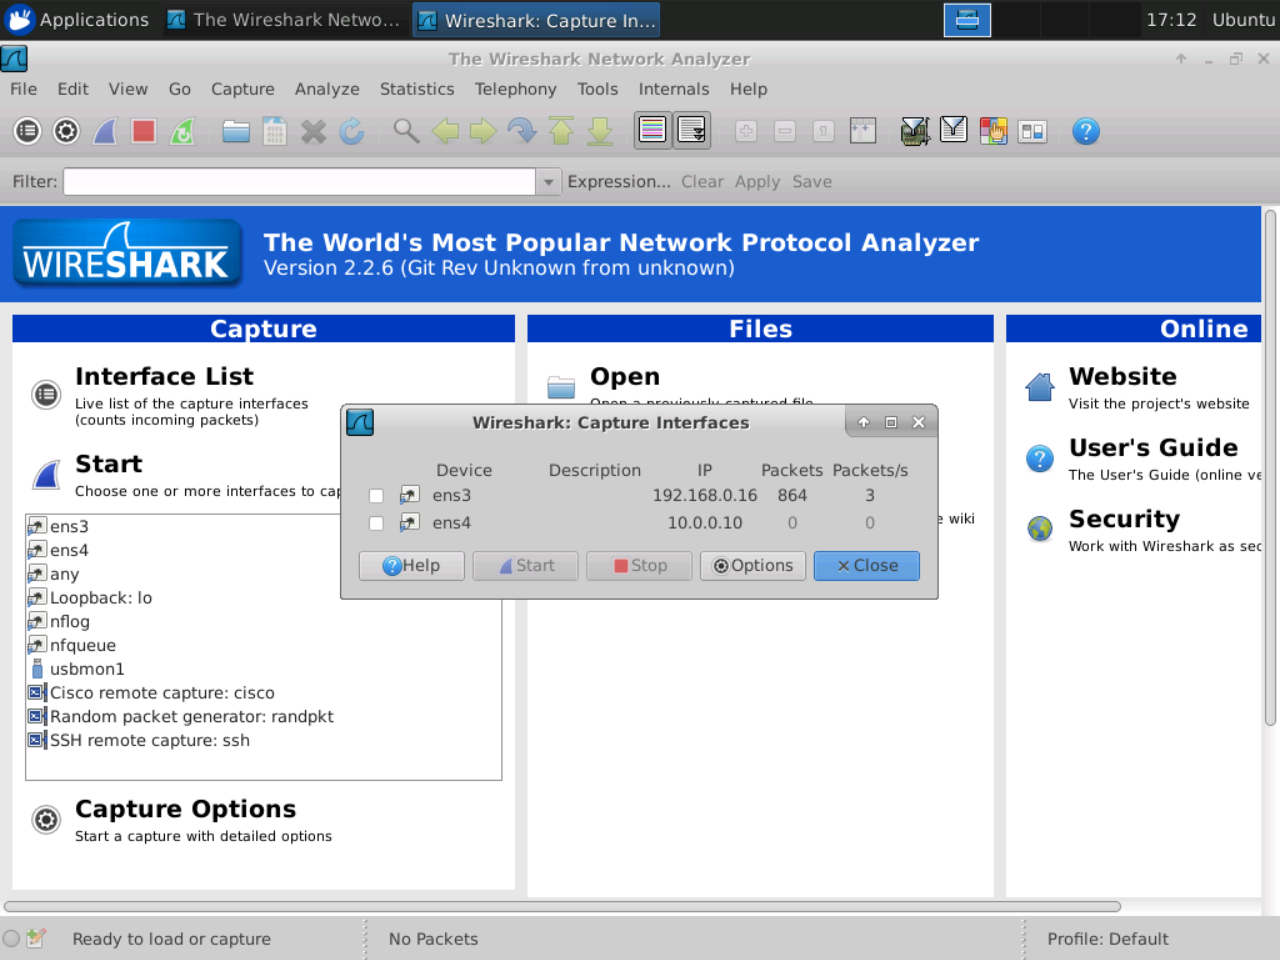 Applications The Wireshark Netwo... Wireshark: Capture In... 17:12 Ubuntu
The Wireshark Network Analyzer
File Edit View Go Capture Analyze Statistics Telephony Tools Internals Help
Filter: Expression... Clear Apply Save
WIRESHARK
The World's Most Popular Network Protocol Analyzer
Version 2.2.6 (Git Rev Unknown from unknown)
Capture
Interface List
Live list of the capture interfaces
(counts incoming packets)
Start
Choose one or more interfaces to cap
ens3
ens4
any
Loopback: lo
nflog
nfqueue
usbmon1
Cisco remote capture: cisco
Random packet generator: randpkt
SSH remote capture: ssh
Capture Options
Start a capture with detailed options
Files
Open
Open a previously captured file
e wiki
Wireshark: Capture Interfaces
Device Description IP Packets Packets/s
ens3 192.168.0.16 864 3
ens4 10.0.0.10 0 0
Help Start Stop Options Close
Online
Website
Visit the project's website
User's Guide
The User's Guide (online ve
Security
Work with Wireshark as sec
Ready to load or capture No Packets Profile: Default